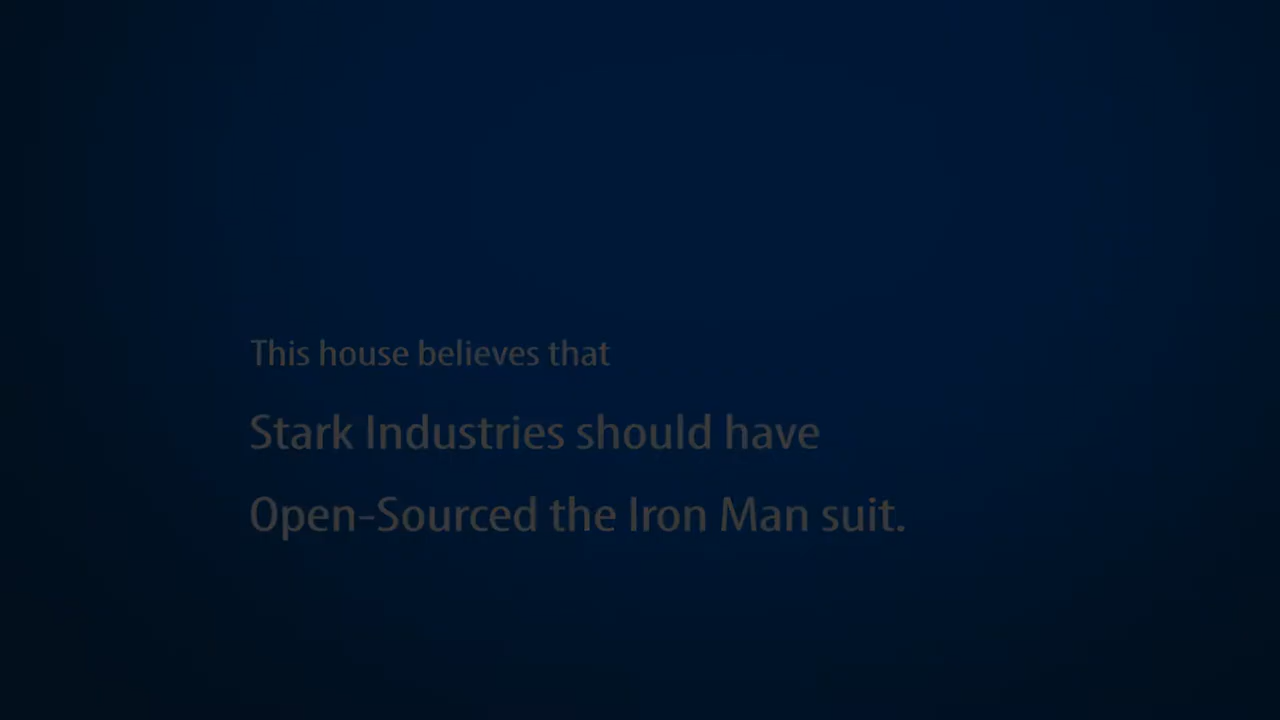 This house believes that
Stark Industries should have
Open-Sourced the Iron Man suit.